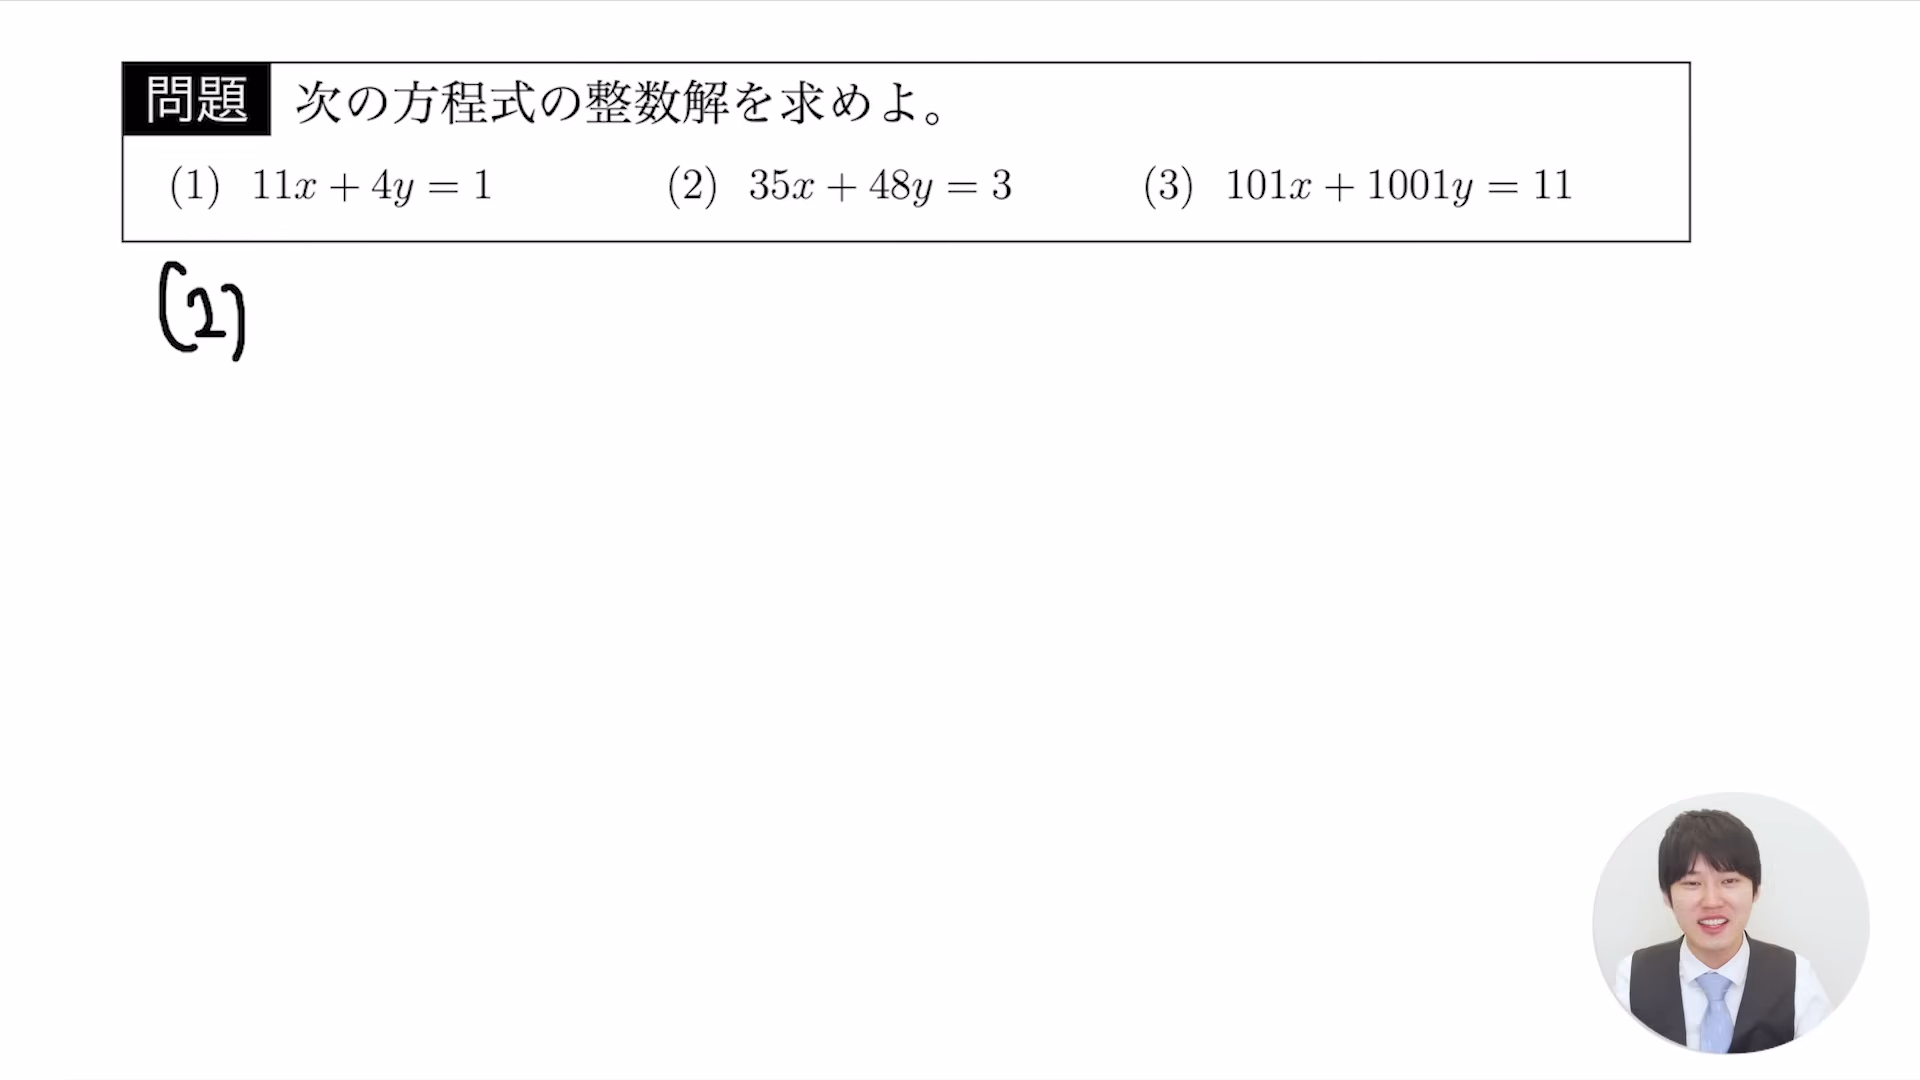 問題 次の方程式の整数解を求めよ。
(1) 11x + 4y = 1 (2) 35x + 48y = 3 (3) 101x + 1001y = 11
(2)